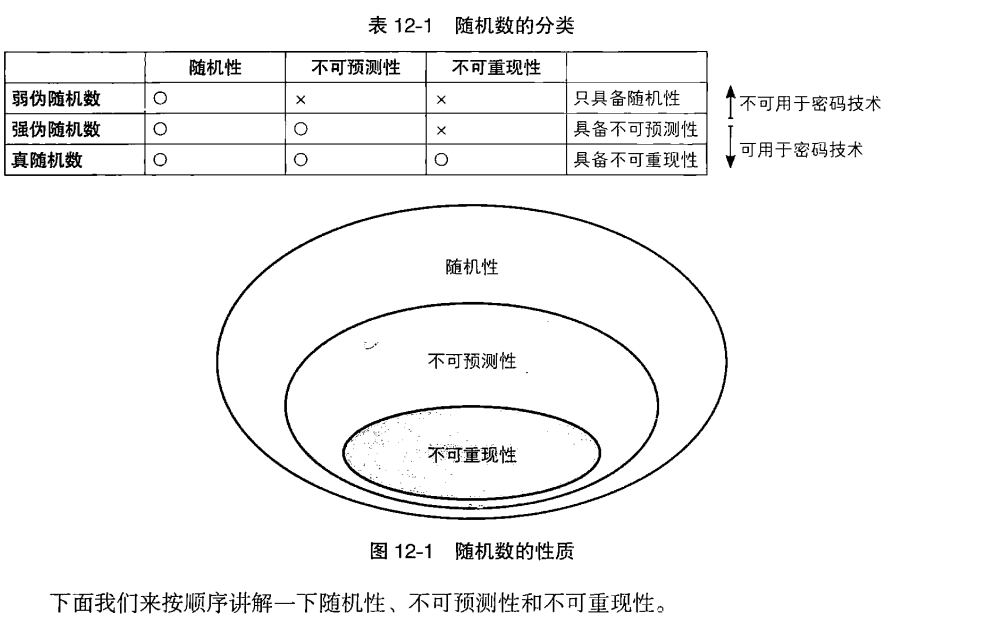 表 12-1 随机数的分类
随机性 不可预测性 不可重现性
弱伪随机数 ○ × × 只具备随机性
强伪随机数 ○ ○ × 具备不可预测性
真随机数 ○ ○ ○ 具备不可重现性
不可用于密码技术
可用于密码技术
随机性
不可预测性
不可重现性
图 12-1 随机数的性质
下面我们来按顺序讲解一下随机性、不可预测性和不可重现性。